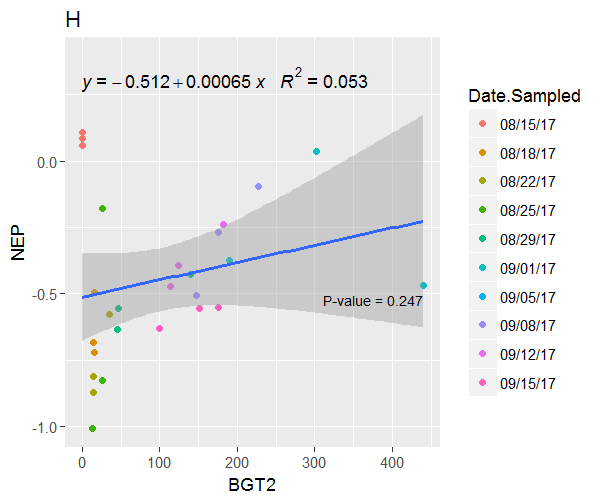 H
y = −0.512 + 0.00065 x R² = 0.053
NEP
0.0
-0.5
-1.0
P-value = 0.247
0 100 200 300 400
BGT2
Date.Sampled
08/15/17
08/18/17
08/22/17
08/25/17
08/29/17
09/01/17
09/05/17
09/08/17
09/12/17
09/15/17